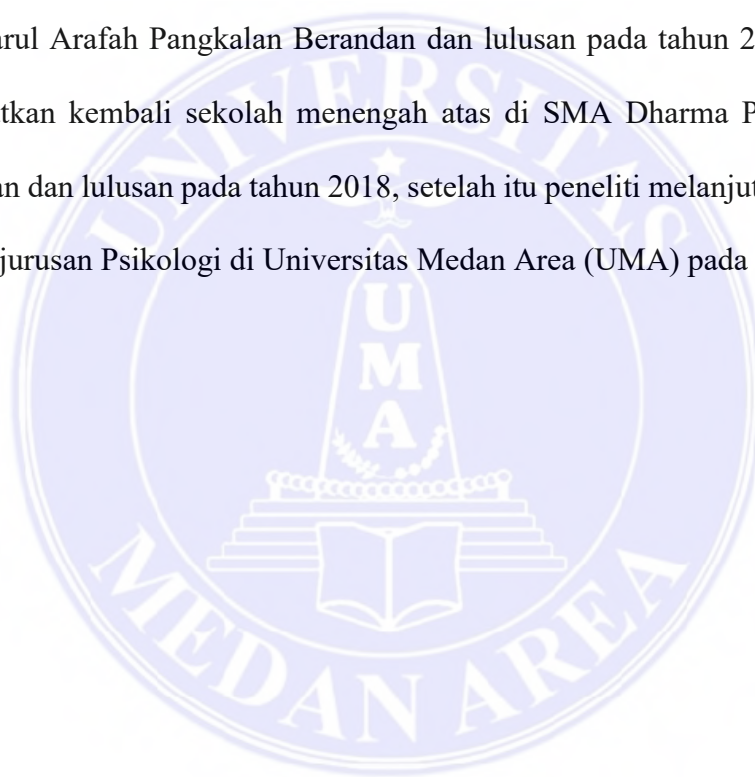 arul Arafah Pangkalan Berandan dan lulusan pada tahun 2
tkan kembali sekolah menengah atas di SMA Dharma P
an dan lulusan pada tahun 2018, setelah itu peneliti melanjut
jurusan Psikologi di Universitas Medan Area (UMA) pada
UNIVERSITAS
U
M
A
MEDAN AREA